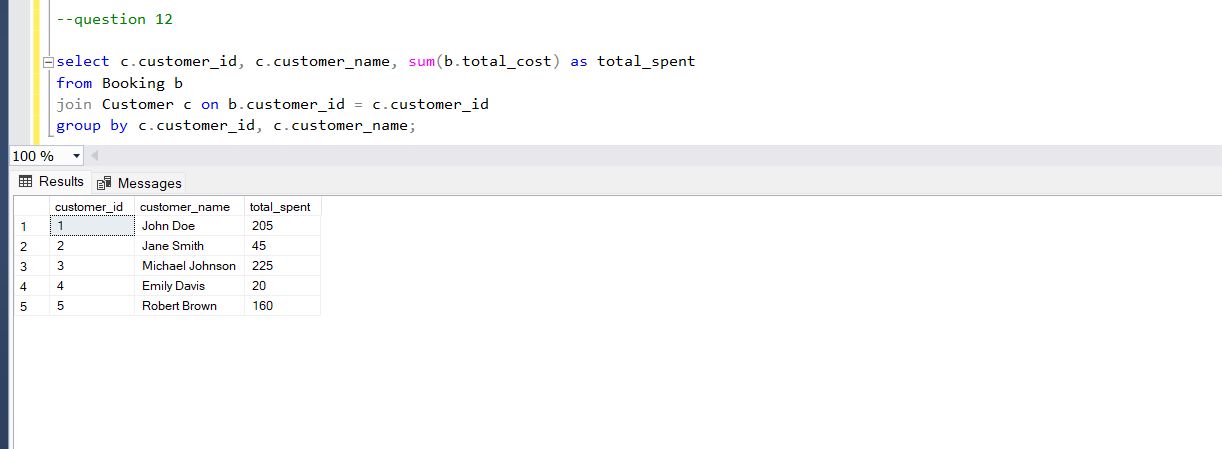 --question 12
select c.customer_id, c.customer_name, sum(b.total_cost) as total_spent
from Booking b
join Customer c on b.customer_id = c.customer_id
group by c.customer_id, c.customer_name;
100 %
Results Messages
customer_id customer_name total_spent
1 1 John Doe 205
2 2 Jane Smith 45
3 3 Michael Johnson 225
4 4 Emily Davis 20
5 5 Robert Brown 160